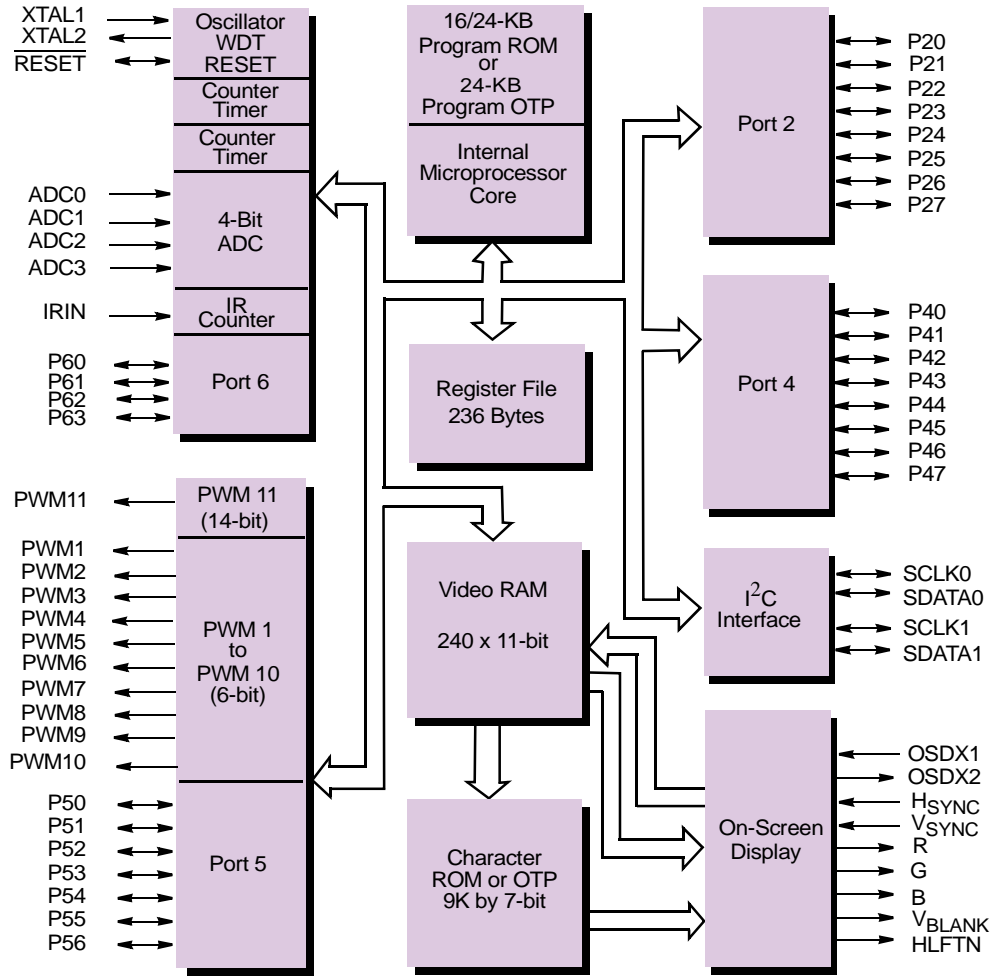 XTAL1
XTAL2
RESET
ADC0
ADC1
ADC2
ADC3
IRIN
P60
P61
P62
P63
Oscillator
WDT
RESET
Counter
Timer
Counter
Timer
4-Bit
ADC
IR
Counter
Port 6
PWM11
PWM1
PWM2
PWM3
PWM4
PWM5
PWM6
PWM7
PWM8
PWM9
PWM10
P50
P51
P52
P53
P54
P55
P56
PWM 11
(14-bit)
PWM 1
to
PWM 10
(6-bit)
Port 5
16/24-KB
Program ROM
or
24-KB
Program OTP
Internal
Microprocessor
Core
Register File
236 Bytes
Video RAM
240 x 11-bit
Character
ROM or OTP
9K by 7-bit
Port 2
P20
P21
P22
P23
P24
P25
P26
P27
Port 4
P40
P41
P42
P43
P44
P45
P46
P47
I2C
Interface
SCLK0
SDATA0
SCLK1
SDATA1
On-Screen
Display
OSDX1
OSDX2
HSYNC
VSYNC
R
G
B
VBLANK
HLFTN